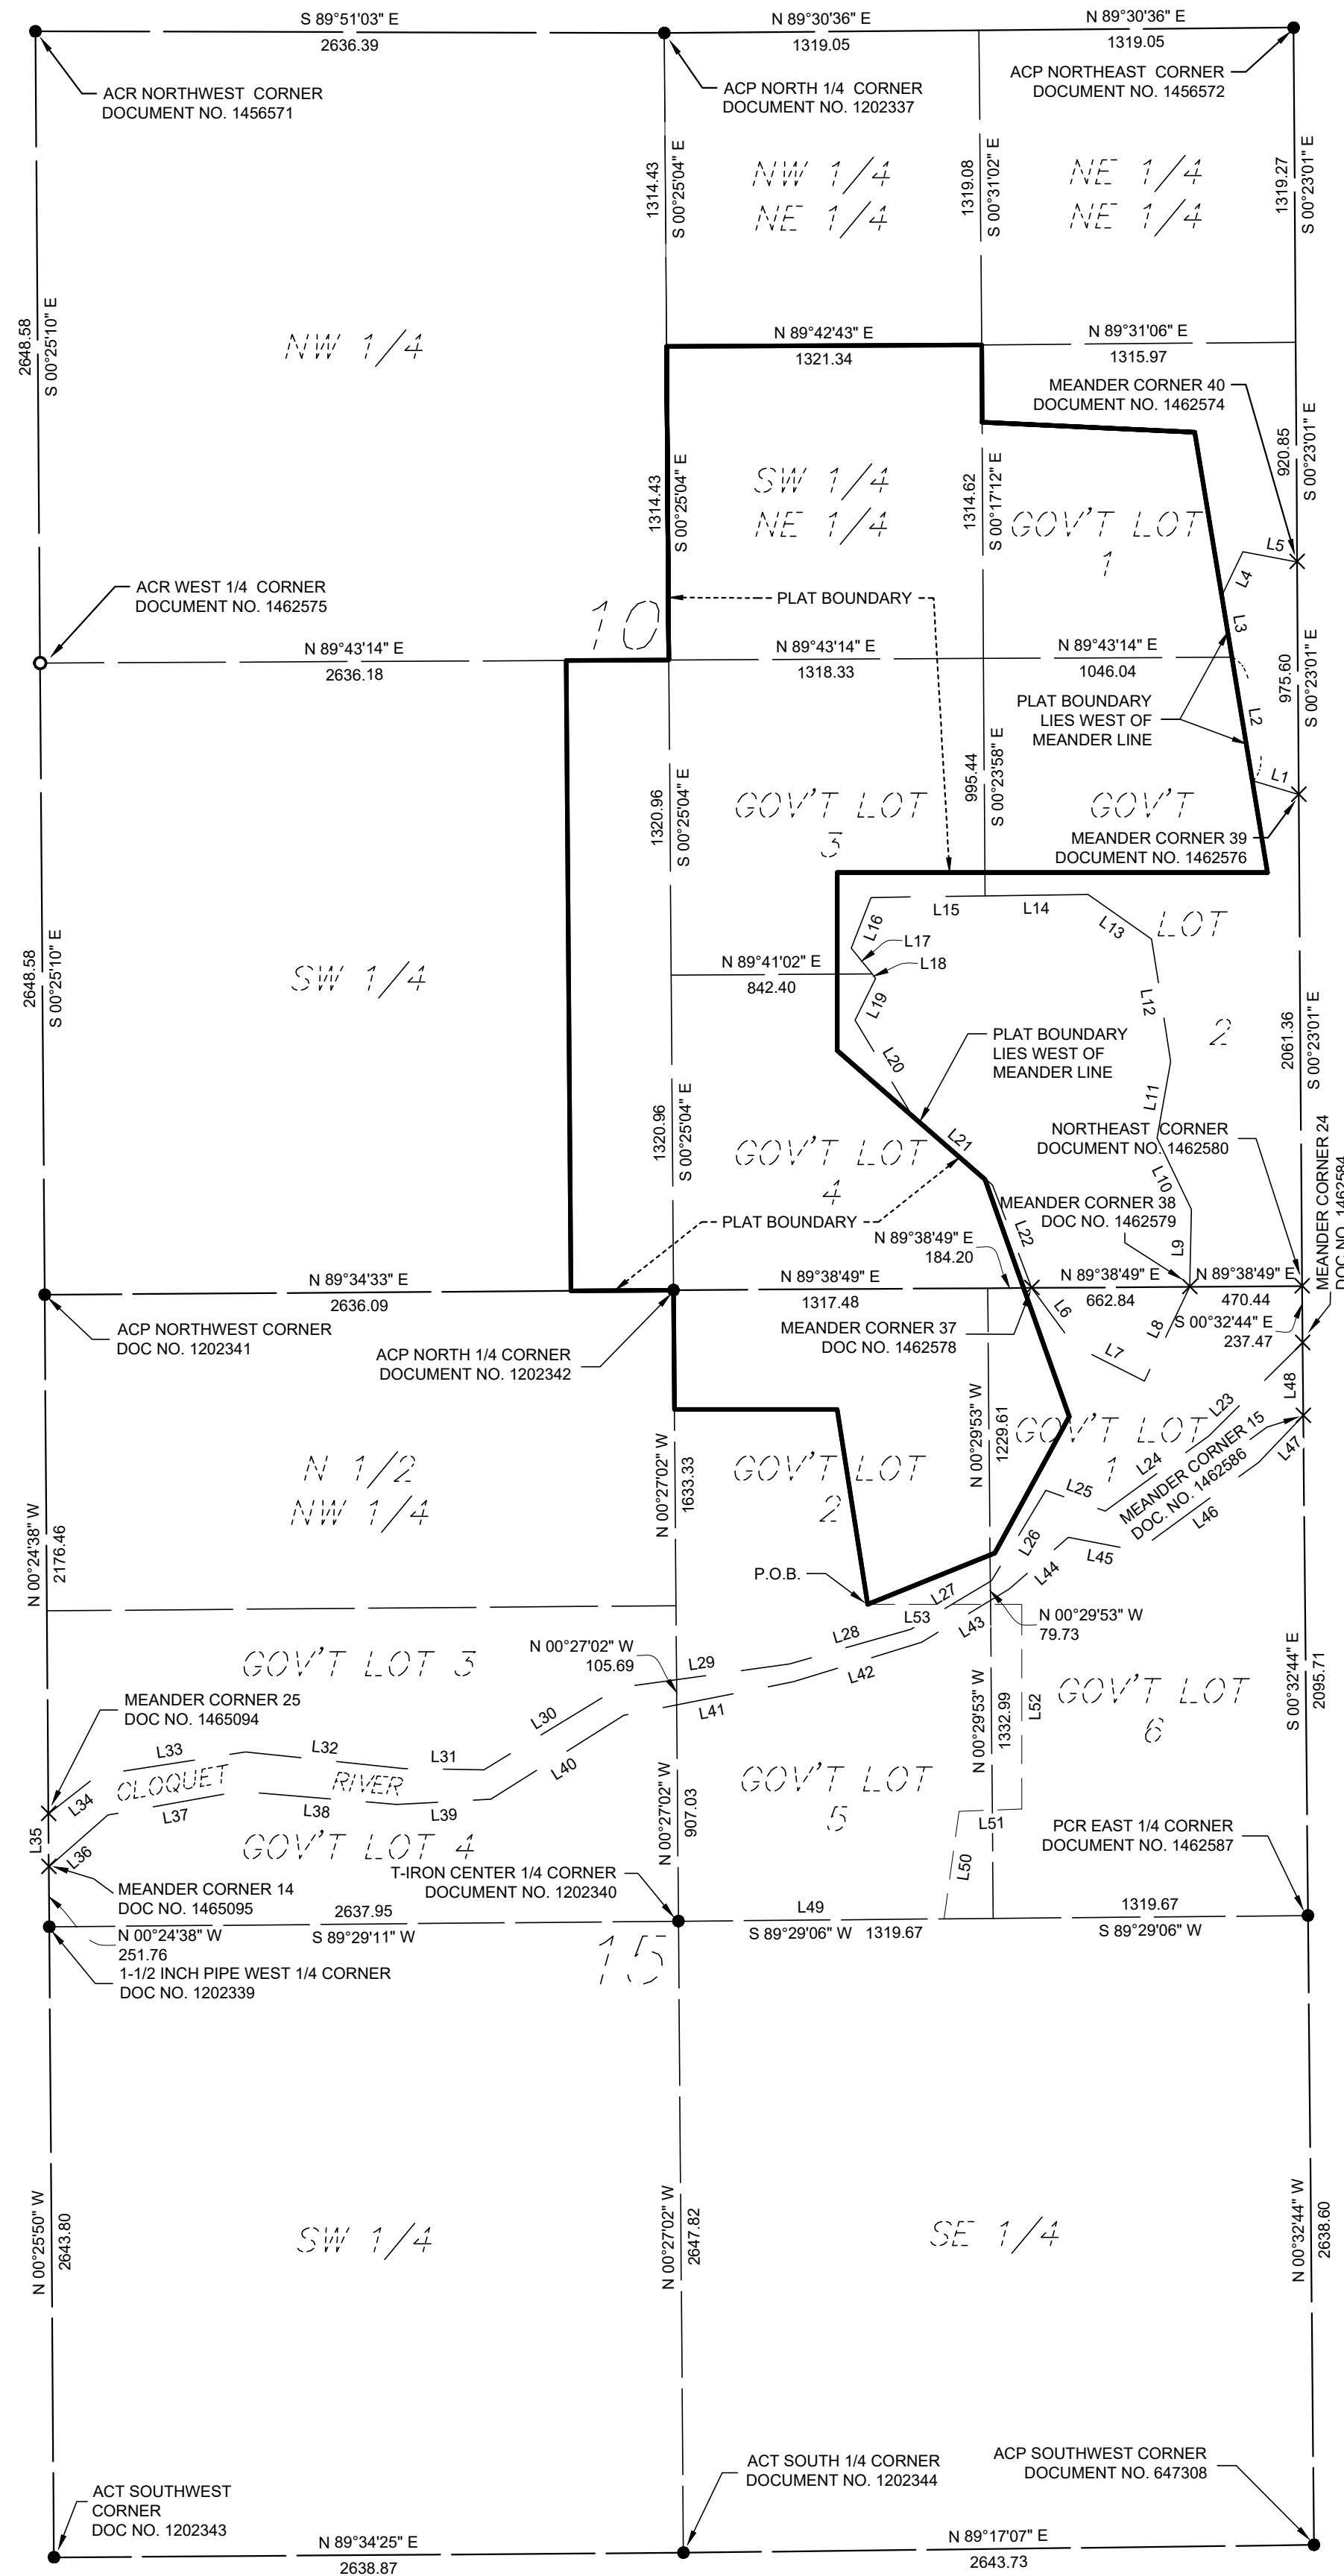 S 89°51'03" E
2636.39
N 89°30'36" E
1319.05
N 89°30'36" E
1319.05
ACR NORTHWEST CORNER
DOCUMENT NO. 1456571
ACP NORTH 1/4 CORNER
DOCUMENT NO. 1202337
ACP NORTHEAST CORNER
DOCUMENT NO. 1456572
1314.43
S 00°25'04" E
NW 1/4
NE 1/4
1319.08
S 00°31'02" E
NE 1/4
NE 1/4
1319.27
S 00°23'01" E
2648.58
S 00°25'10" E
NW 1/4
N 89°42'43" E
1321.34
N 89°31'06" E
1315.97
MEANDER CORNER 40
DOCUMENT NO. 1462574
920.85
S 00°23'01" E
1314.43
S 00°25'04" E
SW 1/4
NE 1/4
1314.62
S 00°17'12" E
GOV'T LOT
1
L5
L4
L3
ACR WEST 1/4 CORNER
DOCUMENT NO. 1462575
10
PLAT BOUNDARY
N 89°43'14" E
2636.18
N 89°43'14" E
1318.33
N 89°43'14" E
1046.04
975.60
S 00°23'01" E
PLAT BOUNDARY
LIES WEST OF
MEANDER LINE
L2
L1
995.44
S 00°23'58" E
1320.96
S 00°25'04" E
GOV'T LOT
3
GOV'T
MEANDER CORNER 39
DOCUMENT NO. 1462576
2648.58
S 00°25'10" E
SW 1/4
L15
L14
L16
L13
LOT
L17
L18
N 89°41'02" E
842.40
L19
L12
2
2061.36
S 00°23'01" E
PLAT BOUNDARY
LIES WEST OF
MEANDER LINE
L20
L11
1320.96
S 00°25'04" E
GOV'T LOT
4
L21
NORTHEAST CORNER
DOCUMENT NO. 1462580
MEANDER CORNER 24
DOC NO. 1462584
L10
PLAT BOUNDARY
MEANDER CORNER 38
DOC NO. 1462579
L22
L9
N 89°38'49" E
184.20
N 89°34'33" E
2636.09
N 89°38'49" E
1317.48
N 89°38'49" E
662.84
N 89°38'49" E
470.44
ACP NORTHWEST CORNER
DOC NO. 1202341
ACP NORTH 1/4 CORNER
DOCUMENT NO. 1202342
MEANDER CORNER 37
DOC NO. 1462578
L6
L7
L8
S 00°32'44" E
237.47
L48
N 00°29'53" W
1229.61
GOV'T LOT
1
L23
L24
MEANDER CORNER 15
DOC. NO. 1462586
L47
L46
N 1/2
NW 1/4
N 00°27'02" W
1633.33
GOV'T LOT
2
L25
L26
L45
L44
N 00°24'38" W
2176.46
P.O.B.
L27
L53
L43
N 00°29'53" W
79.73
GOV'T LOT 3
N 00°27'02" W
105.69
L29
L28
L42
L41
L52
GOV'T LOT
6
S 00°32'44" E
2095.71
N 00°29'53" W
1332.99
MEANDER CORNER 25
DOC NO. 1465094
L30
L31
L32
L33
L34
CLOQUET
RIVER
L40
L39
L38
L37
L36
L35
GOV'T LOT 4
GOV'T LOT
5
N 00°27'02" W
907.03
L51
L50
PCR EAST 1/4 CORNER
DOCUMENT NO. 1462587
T-IRON CENTER 1/4 CORNER
DOCUMENT NO. 1202340
MEANDER CORNER 14
DOC NO. 1465095
2637.95
S 89°29'11" W
L49
S 89°29'06" W 1319.67
1319.67
S 89°29'06" W
N 00°24'38" W
251.76
1-1/2 INCH PIPE WEST 1/4 CORNER
DOC NO. 1202339
15
N 00°25'50" W
2643.80
SW 1/4
N 00°27'02" W
2647.82
SE 1/4
N 00°32'44" W
2638.60
ACT SOUTHWEST
CORNER
DOC NO. 1202343
ACT SOUTH 1/4 CORNER
DOCUMENT NO. 1202344
ACP SOUTHWEST CORNER
DOCUMENT NO. 647308
N 89°34'25" E
2638.87
N 89°17'07" E
2643.73